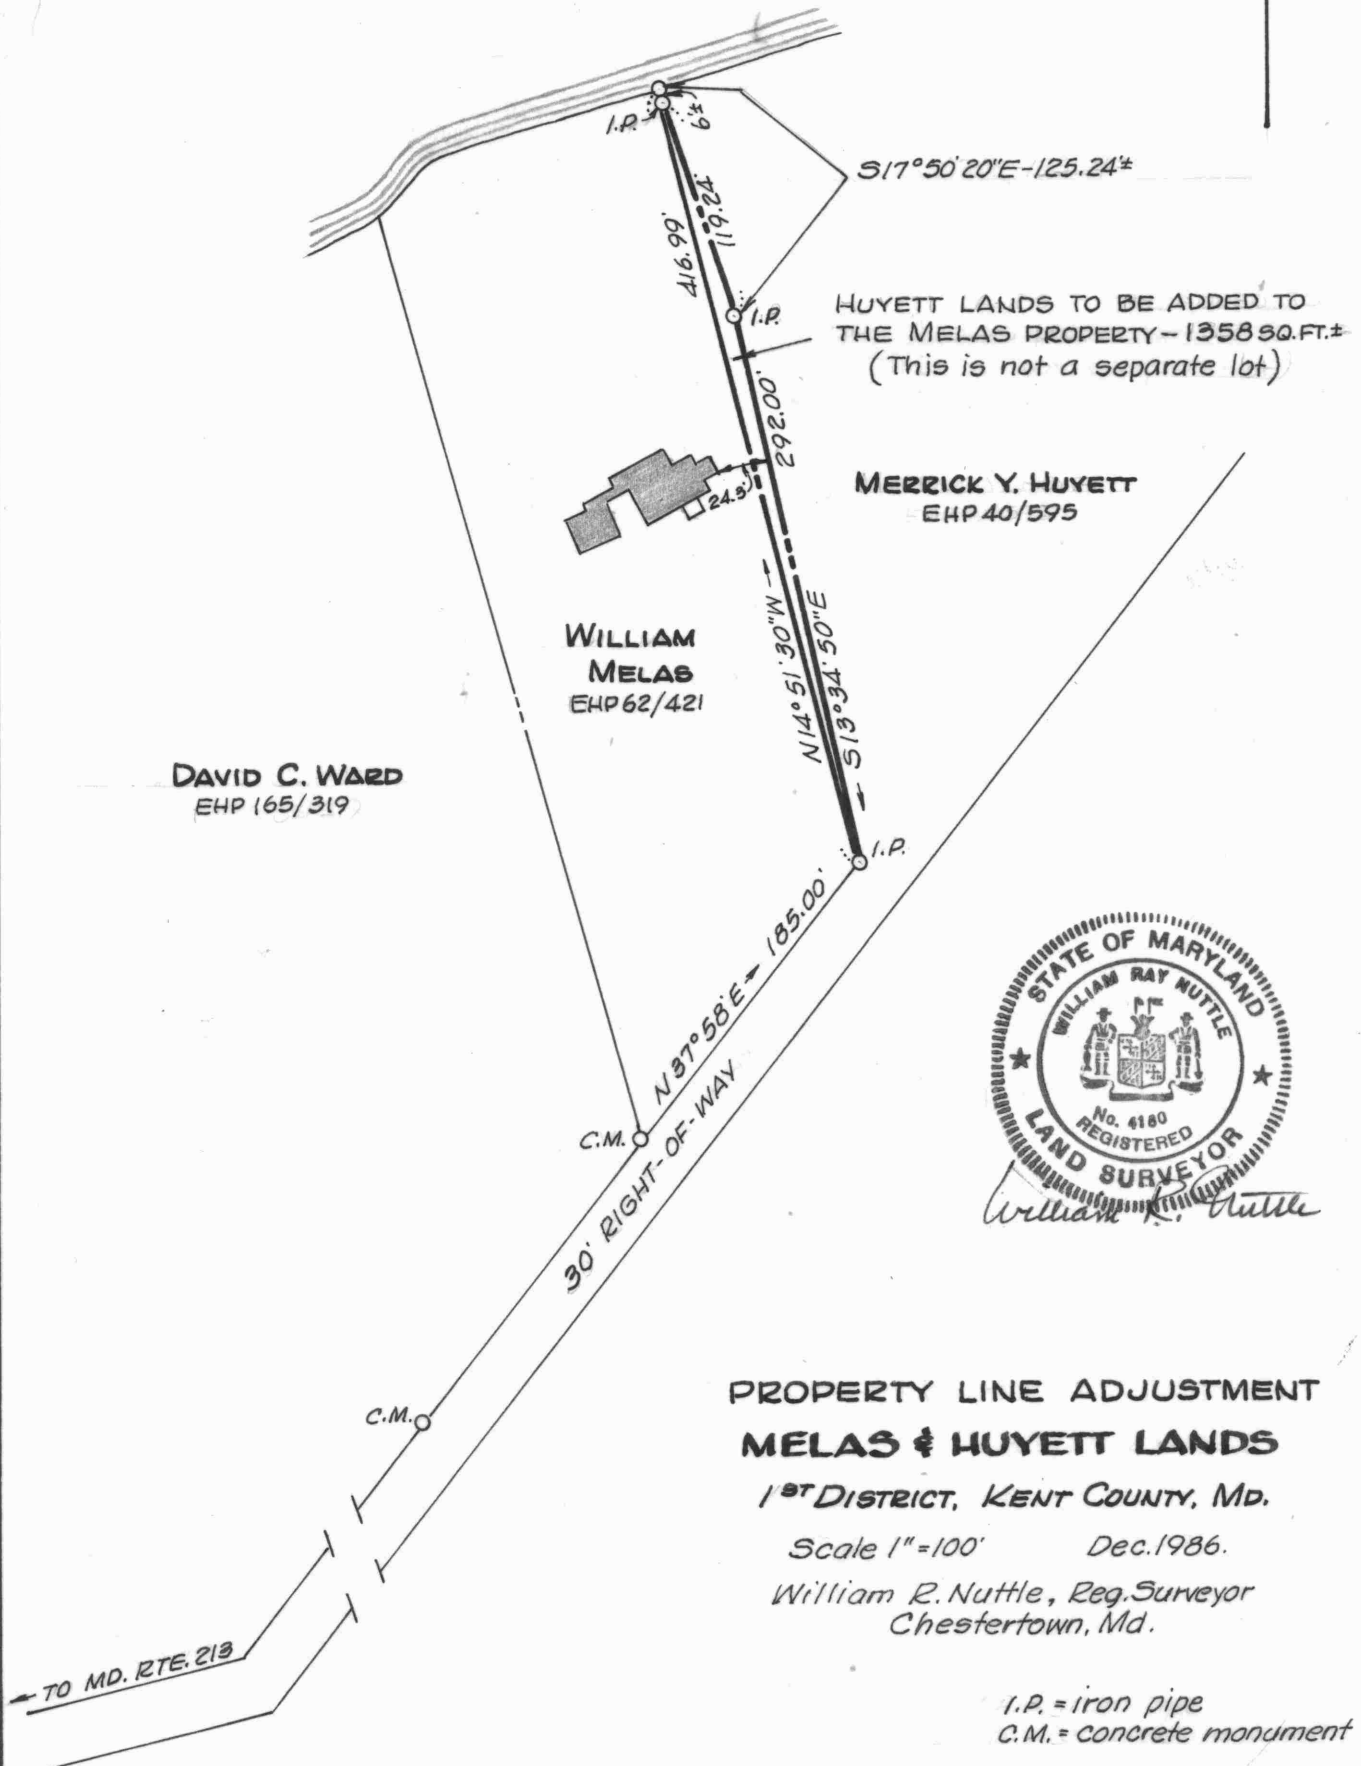 I.P.
6'±
S17°50'20"E-125.24'±
119.24'
416.99'
I.P.
HUYETT LANDS TO BE ADDED TO
THE MELAS PROPERTY-1358 SQ.FT.±
(This is not a separate lot)
292.00'
24.3'
MERRICK Y. HUYETT
EHP 40/595
N14°51'30"W
S13°34'50"E
WILLIAM
MELAS
EHP 62/421
DAVID C. WARD
EHP 165/319
I.P.
N 37°58'E 185.00'
C.M.
30' RIGHT-OF-WAY
STATE OF MARYLAND
WILLIAM RAY NUTTLE
No. 4180
REGISTERED
LAND SURVEYOR
William R. Nuttle
C.M.
PROPERTY LINE ADJUSTMENT
MELAS & HUYETT LANDS
1ST DISTRICT, KENT COUNTY, MD.
Scale 1"=100' Dec.1986.
William R. Nuttle, Reg.Surveyor
Chestertown, Md.
TO MD. RTE. 213
I.P. = iron pipe
C.M. = concrete monument